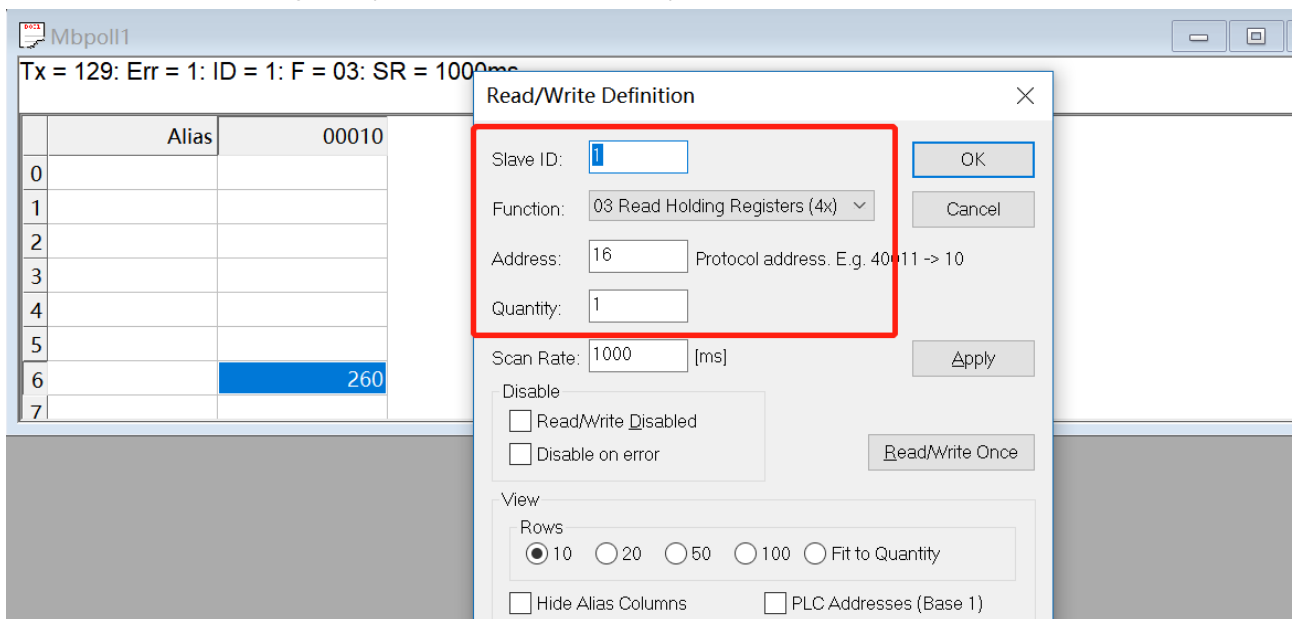 Mbpoll1
Tx = 129: Err = 1: ID = 1: F = 03: SR = 1000ms
Alias 00010
0
1
2
3
4
5
6 260
7
Read/Write Definition
Slave ID: 1
OK
Function: 03 Read Holding Registers (4x)
Cancel
Address: 16 Protocol address. E.g. 40011 -> 10
Quantity: 1
Scan Rate: 1000 [ms]
Apply
Disable
Read/Write Disabled
Disable on error
Read/Write Once
View
Rows
10 20 50 100 Fit to Quantity
Hide Alias Columns PLC Addresses (Base 1)